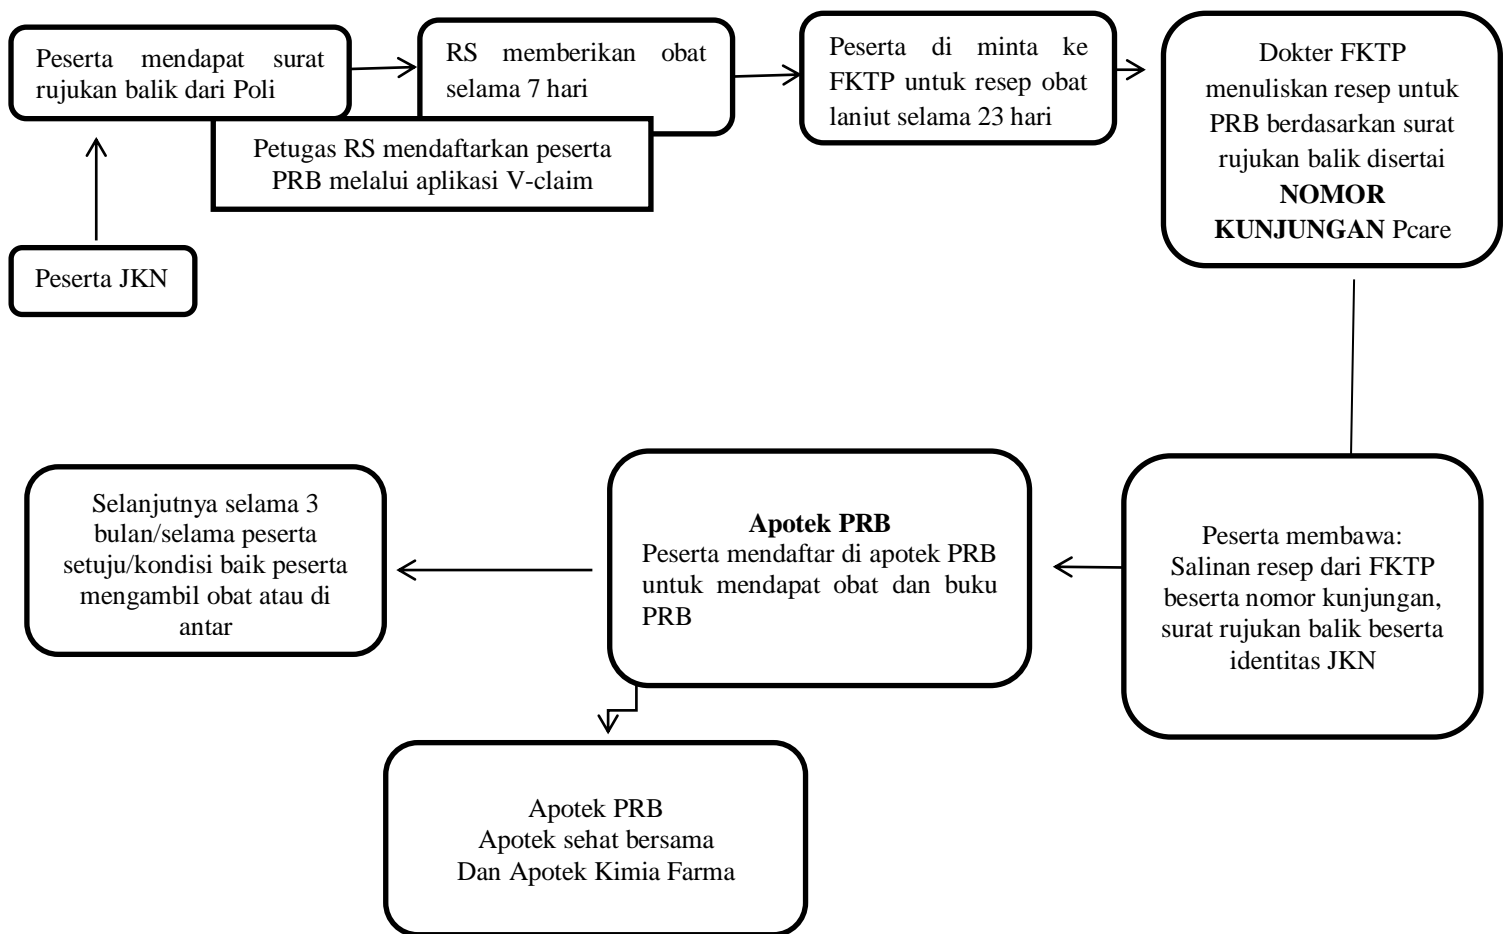 Peserta mendapat surat
rujukan balik dari Poli
RS memberikan obat
selama 7 hari
Peserta di minta ke
FKTP untuk resep obat
lanjut selama 23 hari
Dokter FKTP
menuliskan resep untuk
PRB berdasarkan surat
rujukan balik disertai
NOMOR
KUNJUNGAN Pcare
Petugas RS mendaftarkan peserta
PRB melalui aplikasi V-claim
Peserta JKN
Selanjutnya selama 3
bulan/selama peserta
setuju/kondisi baik peserta
mengambil obat atau di
antar
Apotek PRB
Peserta mendaftar di apotek PRB
untuk mendapat obat dan buku
PRB
Peserta membawa:
Salinan resep dari FKTP
beserta nomor kunjungan,
surat rujukan balik beserta
identitas JKN
Apotek PRB
Apotek sehat bersama
Dan Apotek Kimia Farma